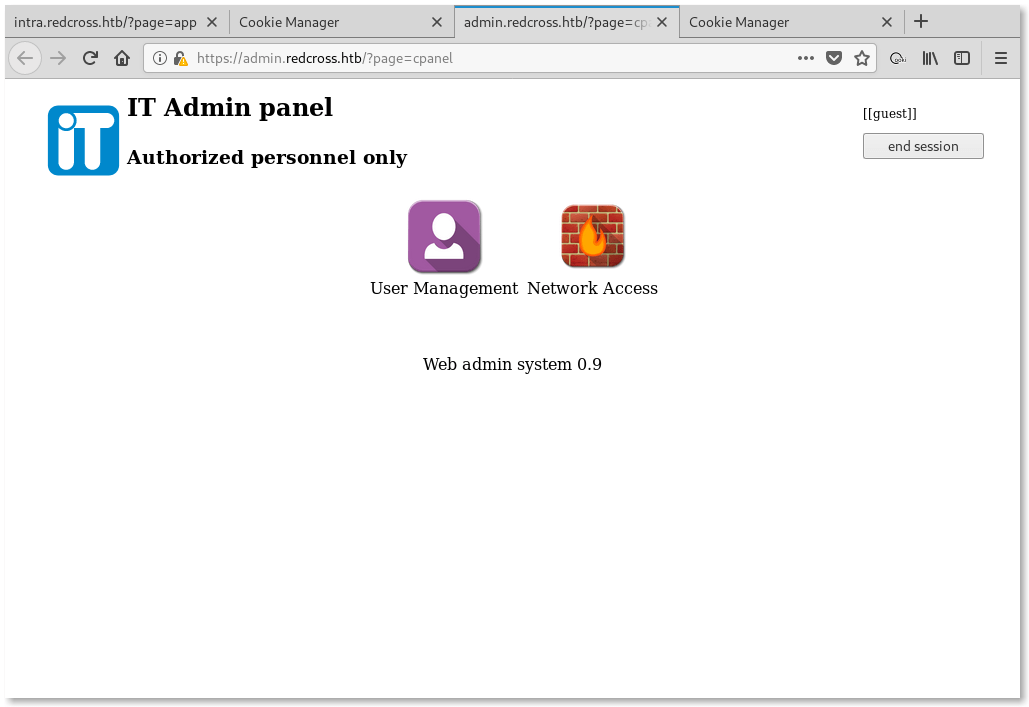 intra.redcross.htb/?page=app
Cookie Manager
admin.redcross.htb/?page=cpa
Cookie Manager
https://admin.redcross.htb/?page=cpanel
iT
IT Admin panel
Authorized personnel only
[[guest]]
end session
User Management
Network Access
Web admin system 0.9